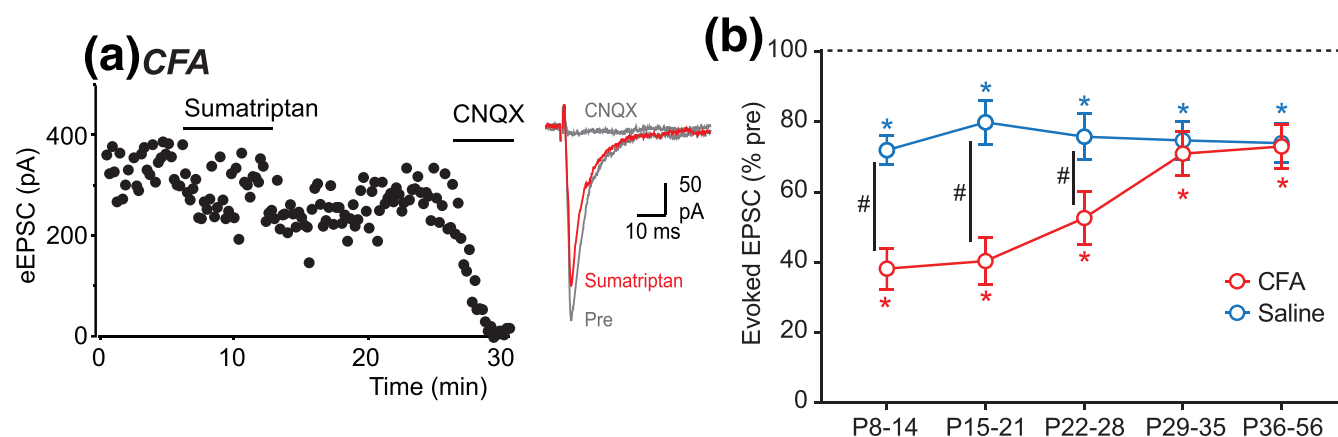 (a) CFA
Sumatriptan
CNQX
400
200
0
eEPSC (pA)
0 10 20 30
Time (min)
CNQX
50
pA
10 ms
Sumatriptan
Pre
(b)
100
80
60
40
20
0
Evoked EPSC (% pre)
* * * * *
# # #
* * * * *
CFA
Saline
P8-14 P15-21 P22-28 P29-35 P36-56